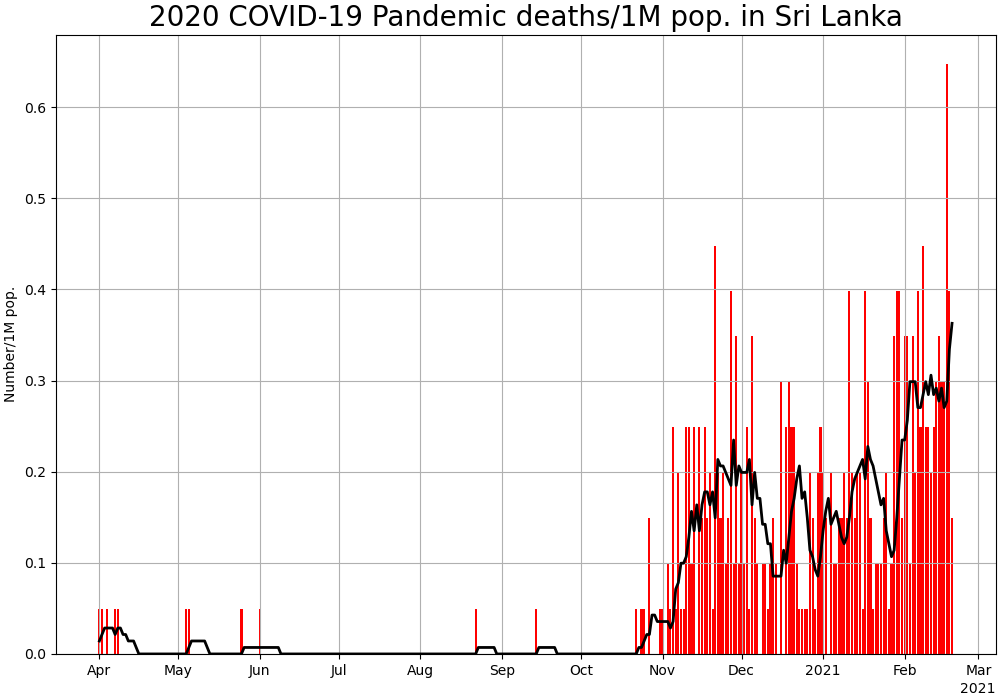 2020 COVID-19 Pandemic deaths/1M pop. in Sri Lanka
Number/1M pop.
0.6
0.5
0.4
0.3
0.2
0.1
0.0
Apr May Jun Jul Aug Sep Oct Nov Dec 2021 Feb Mar
2021